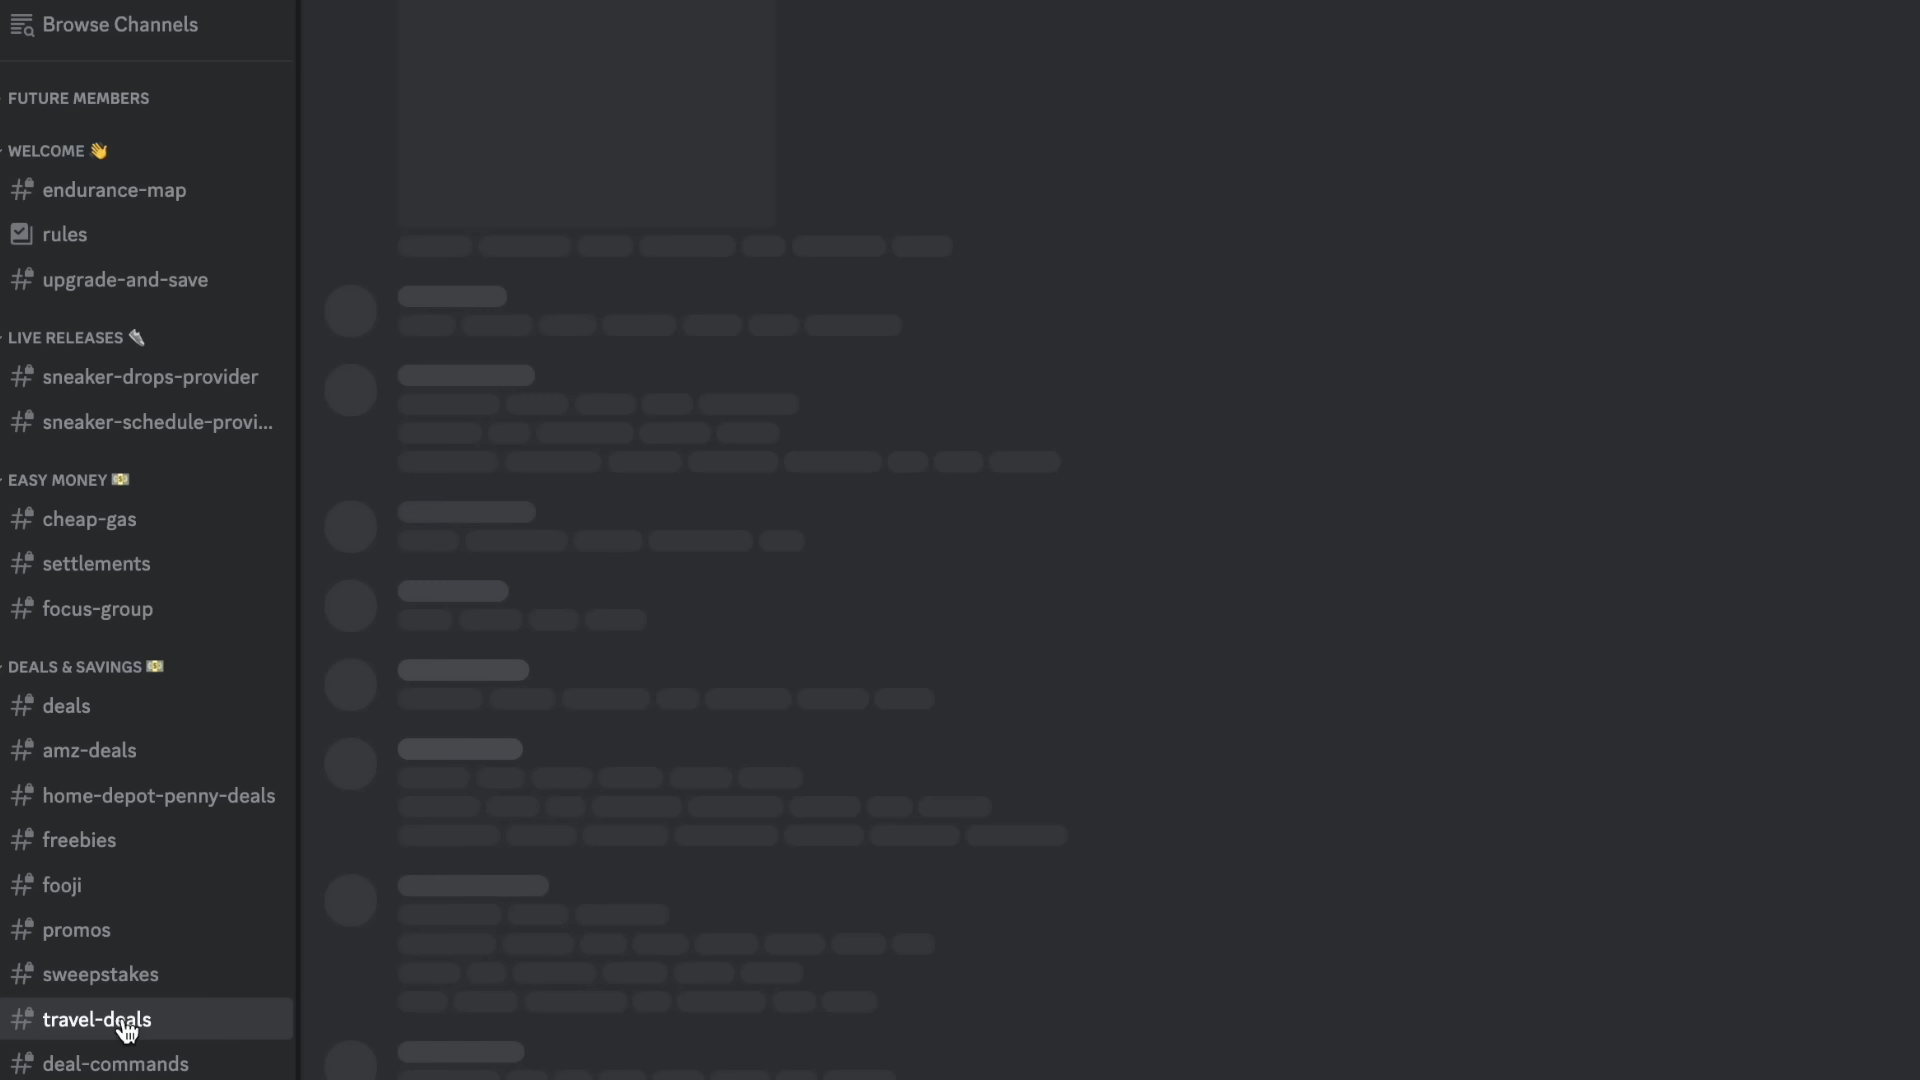 Browse Channels
FUTURE MEMBERS
WELCOME 👋
endurance-map
rules
upgrade-and-save
LIVE RELEASES
sneaker-drops-provider
sneaker-schedule-provi...
EASY MONEY 💵
cheap-gas
settlements
focus-group
DEALS & SAVINGS 💵
deals
amz-deals
home-depot-penny-deals
freebies
fooji
promos
sweepstakes
travel-deals
deal-commands